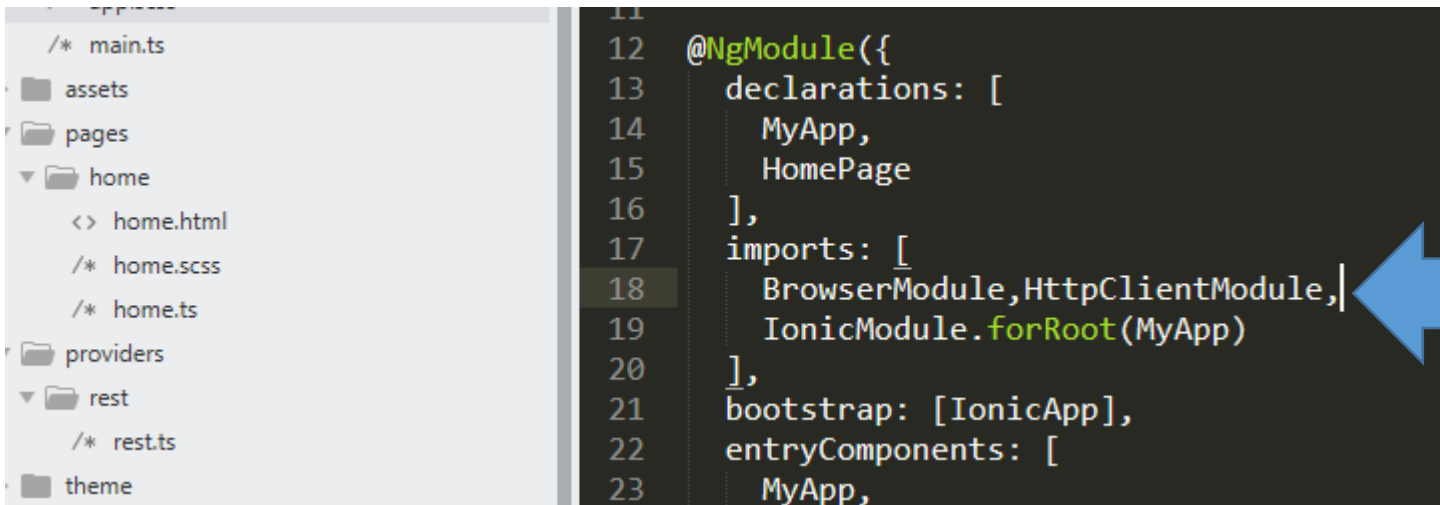 /* main.ts
assets
pages
home
<> home.html
/* home.scss
/* home.ts
providers
rest
/* rest.ts
theme
11
12 @NgModule({
13 declarations: [
14 MyApp,
15 HomePage
16 ],
17 imports: [
18 BrowserModule,HttpClientModule,
19 IonicModule.forRoot(MyApp)
20 ],
21 bootstrap: [IonicApp],
22 entryComponents: [
23 MyApp,